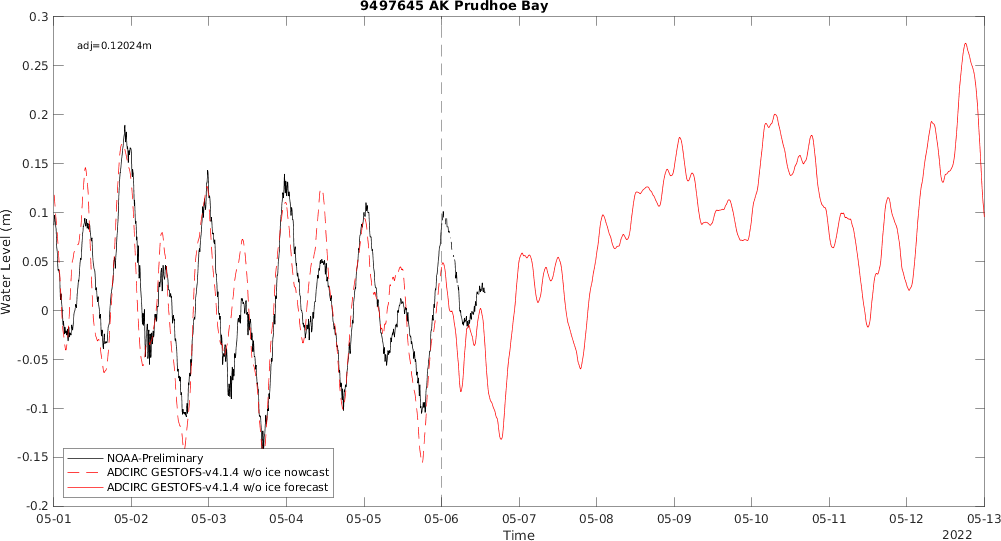 9497645 AK Prudhoe Bay
adj=0.12024m
Water Level (m)
0.3
0.25
0.2
0.15
0.1
0.05
0
-0.05
-0.1
-0.15
-0.2
NOAA-Preliminary
ADCIRC GESTOFS-v4.1.4 w/o ice nowcast
ADCIRC GESTOFS-v4.1.4 w/o ice forecast
05-01 05-02 05-03 05-04 05-05 05-06 05-07 05-08 05-09 05-10 05-11 05-12 05-13
Time
2022